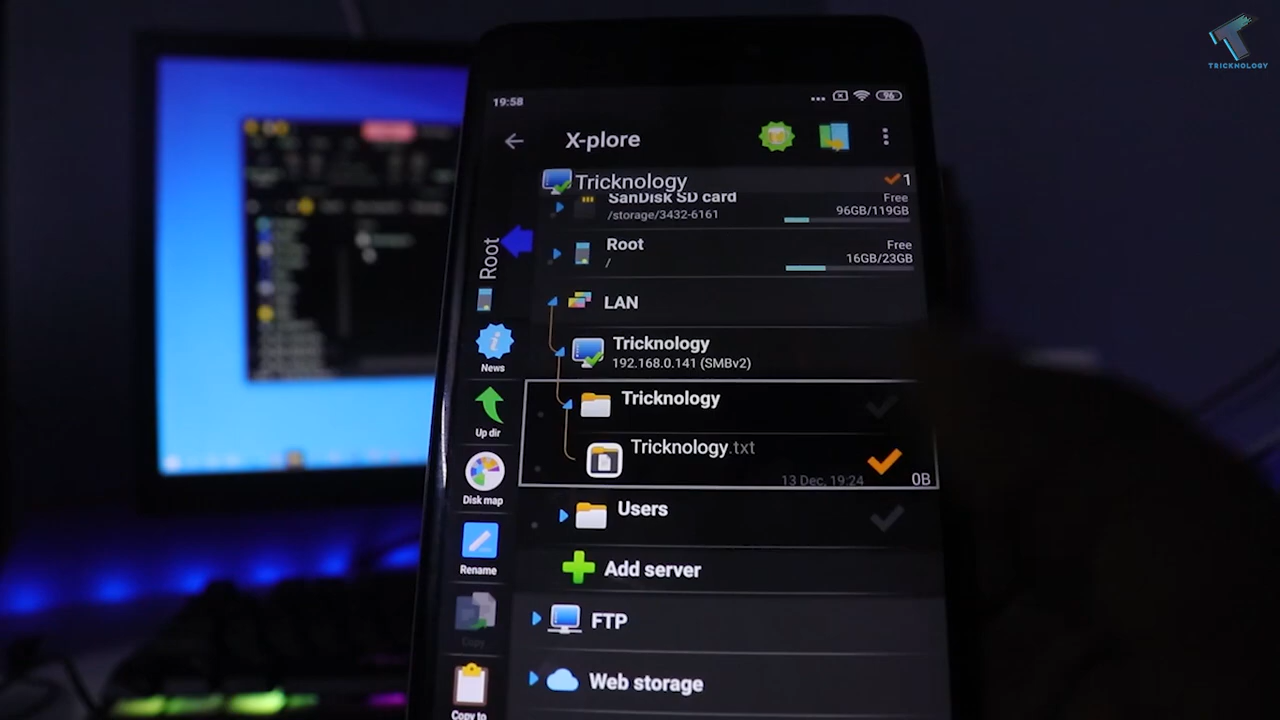 TRICKNOLOGY
19:58
96
X-plore
Tricknology
1
SanDisk SD card
/storage/3432-6161
Free
96GB/119GB
Root
Root
/
Free
16GB/23GB
LAN
Tricknology
192.168.0.141 (SMBv2)
News
Tricknology
Up dir
Tricknology.txt
13 Dec, 19:24
0B
Disk map
Users
Rename
Add server
Copy
FTP
Web storage
Copy to